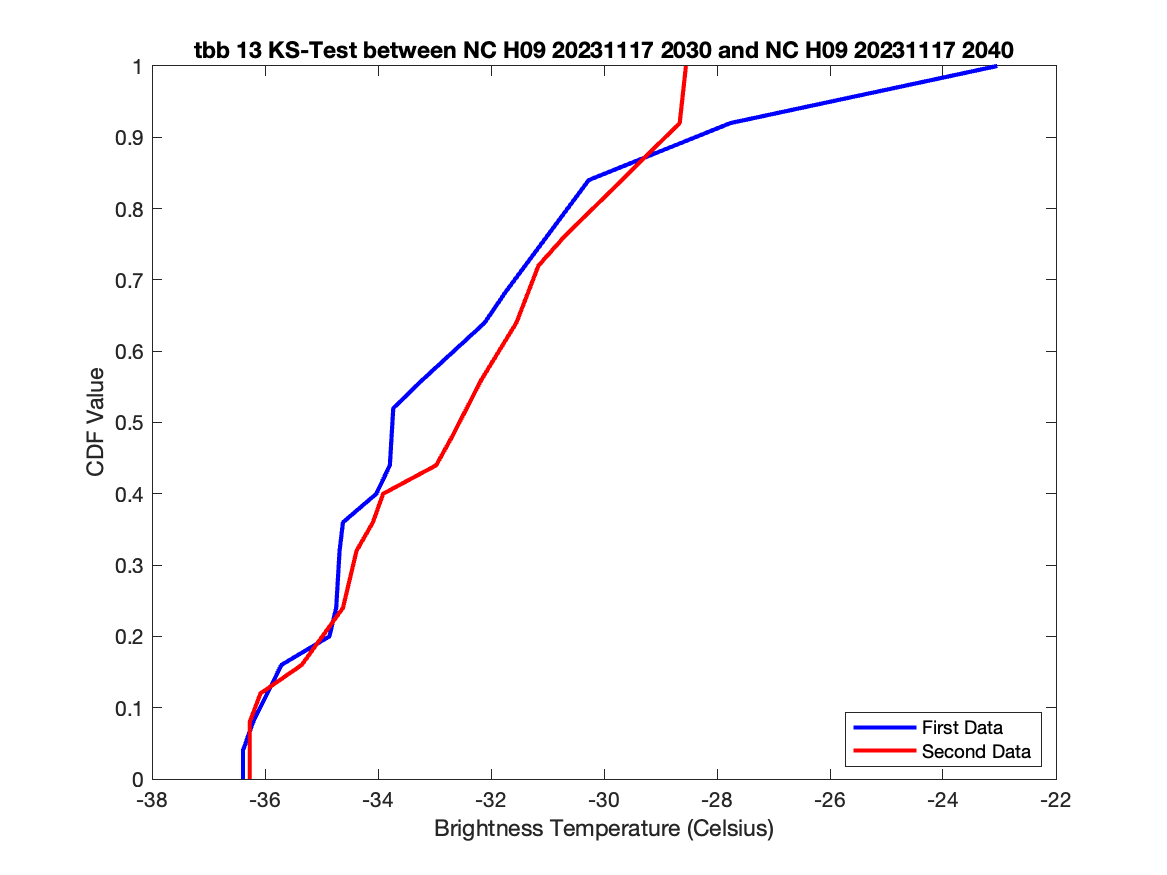 tbb 13 KS-Test between NC H09 20231117 2030 and NC H09 20231117 2040
1
0.9
0.8
0.7
0.6
0.5
0.4
0.3
0.2
0.1
0
CDF Value
First Data
Second Data
-38 -36 -34 -32 -30 -28 -26 -24 -22
Brightness Temperature (Celsius)